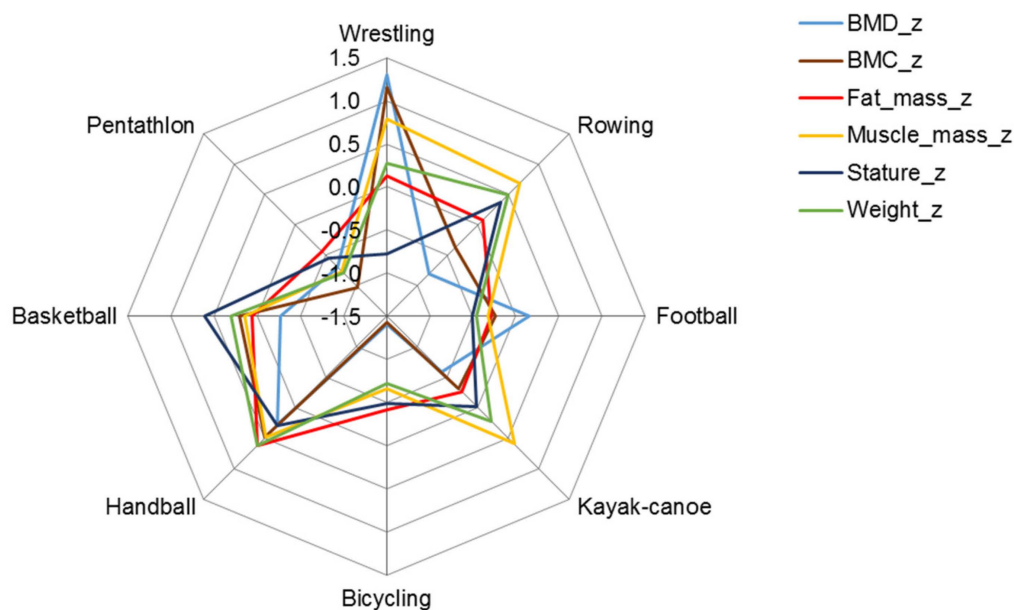 Wrestling
1.5
1.0
0.5
0.0
-0.5
-1.0
-1.5
Rowing
Football
Kayak-canoe
Bicycling
Handball
Basketball
Pentathlon
BMD_z
BMC_z
Fat_mass_z
Muscle_mass_z
Stature_z
Weight_z